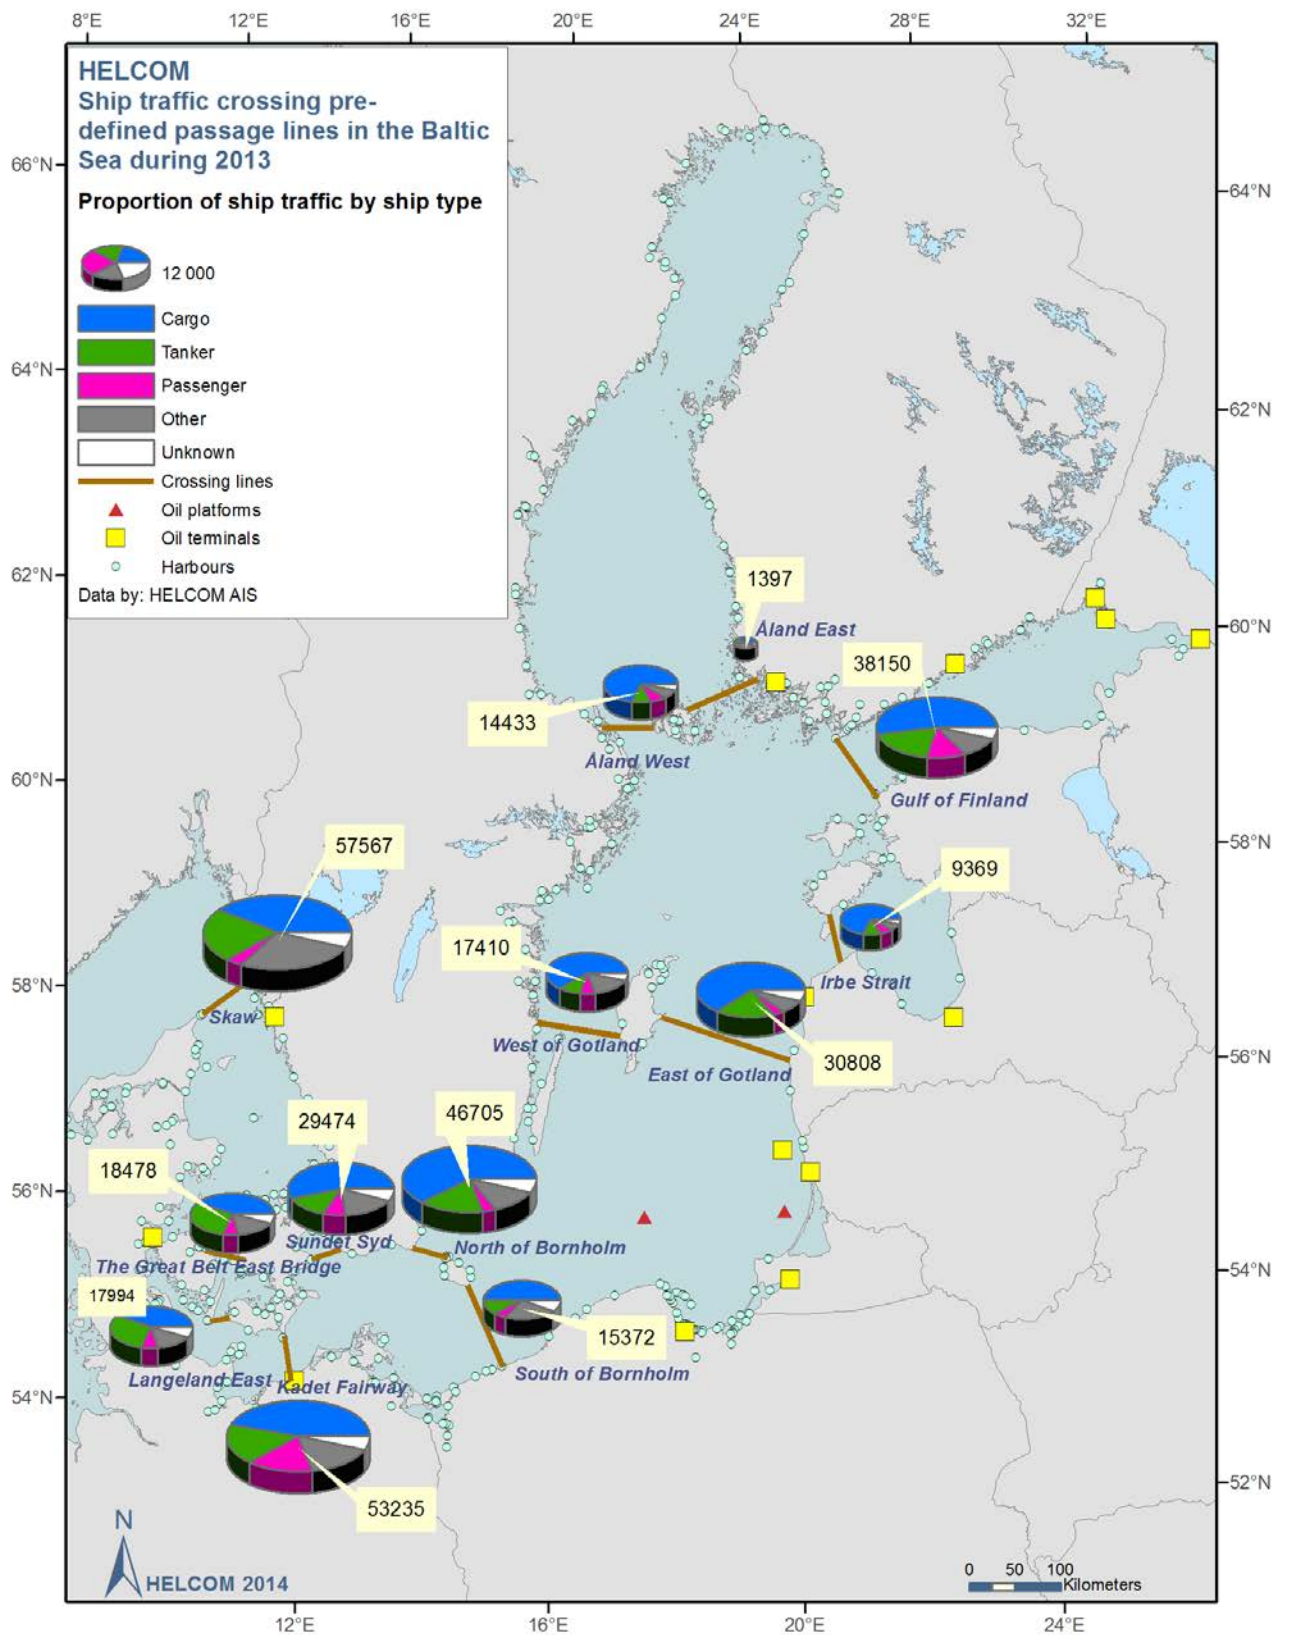 8°E 12°E 16°E 20°E 24°E 28°E 32°E
HELCOM
Ship traffic crossing pre-
defined passage lines in the Baltic
Sea during 2013
Proportion of ship traffic by ship type
12 000
Cargo
Tanker
Passenger
Other
Unknown
Crossing lines
Oil platforms
Oil terminals
Harbours
Data by: HELCOM AIS
66°N
64°N
64°N
62°N
62°N
60°N
60°N
58°N
58°N
56°N
56°N
54°N
54°N
52°N
1397
Åland East
38150
14433
Åland West
Gulf of Finland
57567
9369
17410
Irbe Strait
Skaw
West of Gotland
East of Gotland
30808
46705
29474
18478
Sundet Syd
North of Bornholm
The Great Belt East Bridge
17994
15372
Langeland East
Kadet Fairway
South of Bornholm
53235
N
HELCOM 2014
0 50 100
Kilometers
12°E 16°E 20°E 24°E